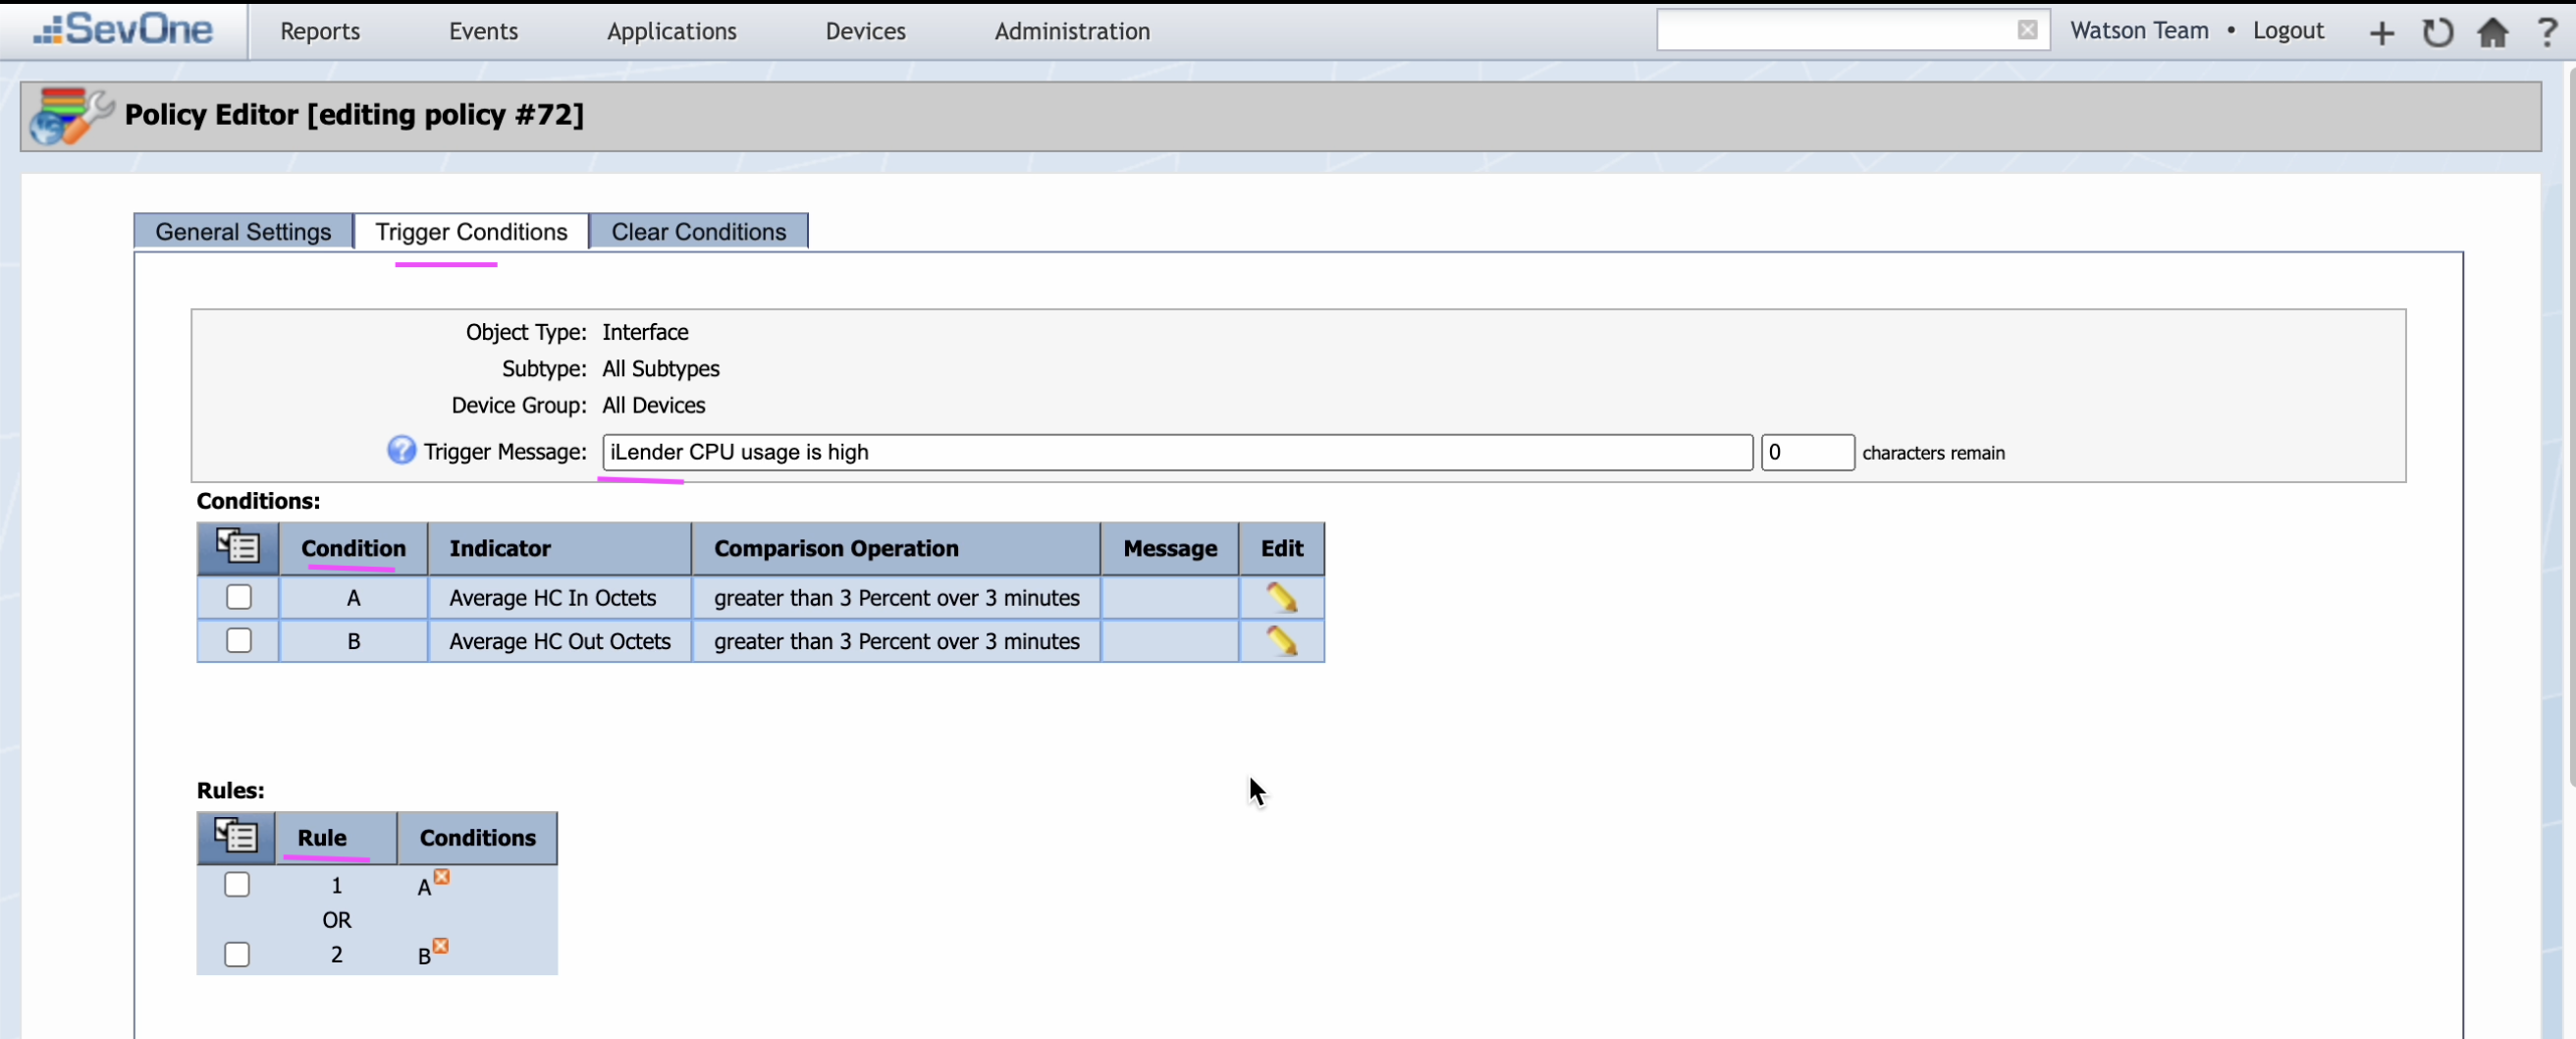 SevOne Reports Events Applications Devices Administration Watson Team • Logout + ?
Policy Editor [editing policy #72]
General Settings Trigger Conditions Clear Conditions
Object Type: Interface
Subtype: All Subtypes
Device Group: All Devices
? Trigger Message: iLender CPU usage is high 0 characters remain
Conditions:
Condition Indicator Comparison Operation Message Edit
A Average HC In Octets greater than 3 Percent over 3 minutes
B Average HC Out Octets greater than 3 Percent over 3 minutes
Rules:
Rule Conditions
1 A
OR
2 B